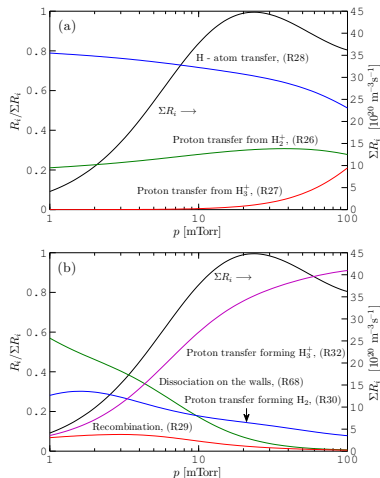 (a)
1
0.8
0.6
0.4
0.2
0
45
40
35
30
25
20
15
10
5
0
H - atom transfer, (R28)
ΣR_i →
Proton transfer from H_2^+, (R26)
Proton transfer from H_3^+, (R27)
R_i/ΣR_i
ΣR_i [10^20 m^−3 s^−1]
1 10 100
p [mTorr]
(b)
1
0.8
0.6
0.4
0.2
0
45
40
35
30
25
20
15
10
5
0
ΣR_i →
Proton transfer forming H_3^+, (R32)
Dissociation on the walls, (R68)
Proton transfer forming H_2, (R30)
Recombination, (R29)
R_i/ΣR_i
ΣR_i [10^20 m^−3 s^−1]
1 10 100
p [mTorr]